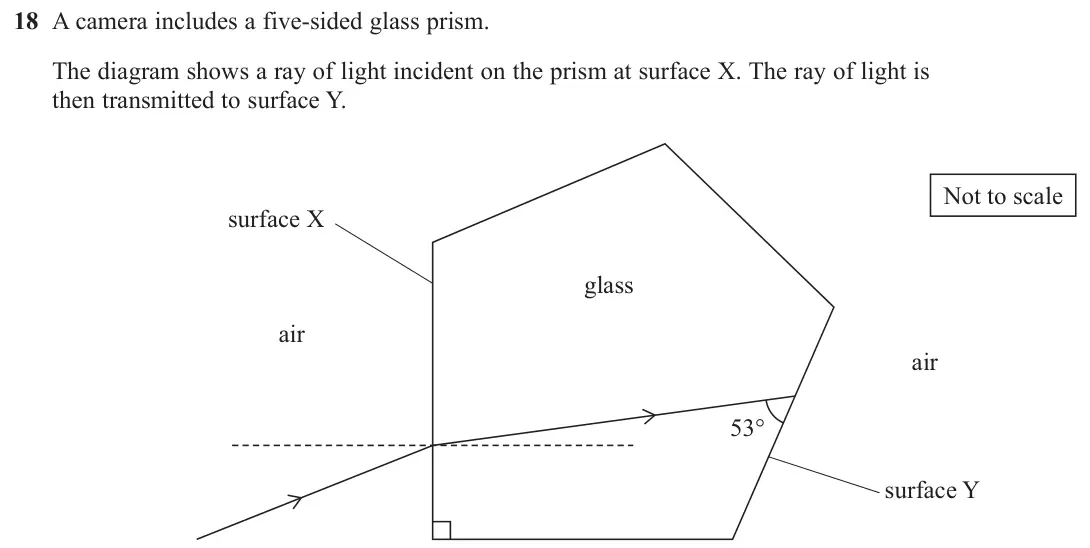 18 A camera includes a five-sided glass prism.
The diagram shows a ray of light incident on the prism at surface X. The ray of light is
then transmitted to surface Y.
Not to scale
surface X
glass
air
air
53°
surface Y